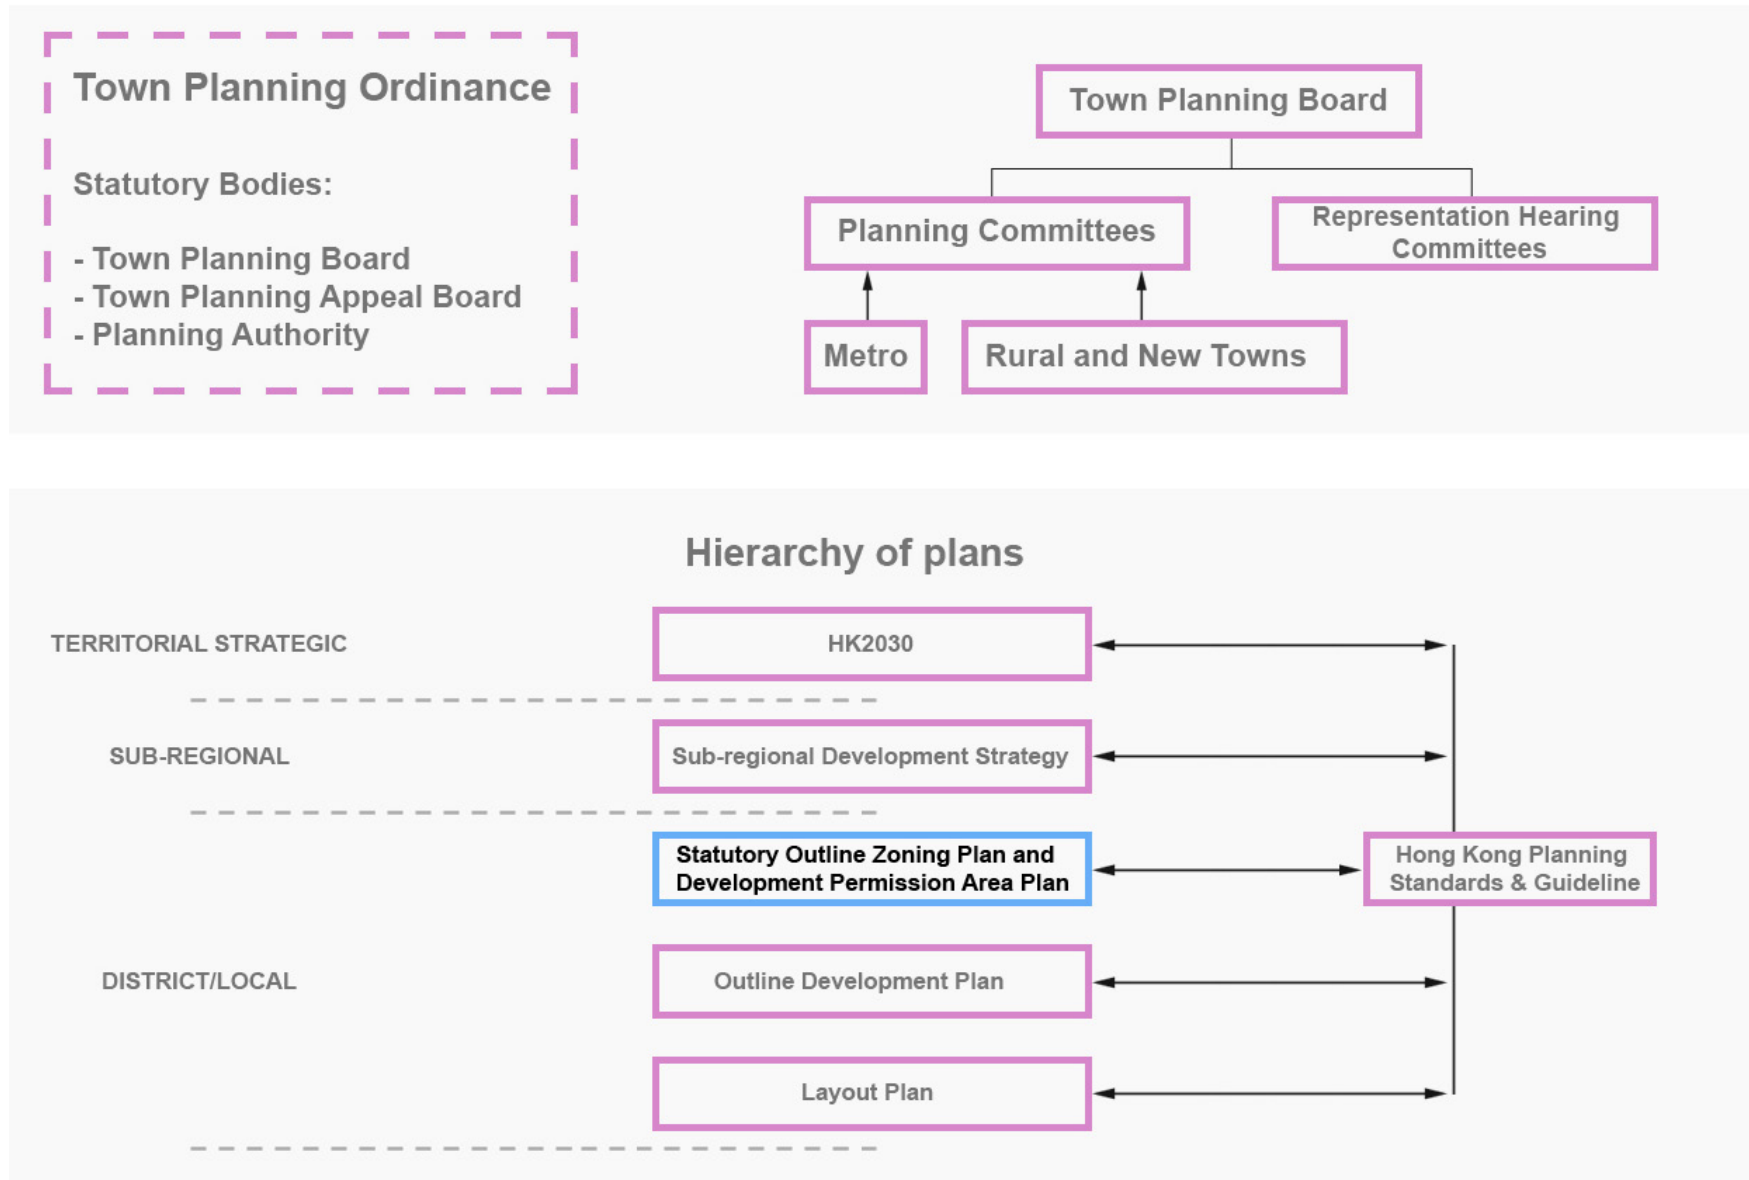 Town Planning Ordinance
Statutory Bodies:
- Town Planning Board
- Town Planning Appeal Board
- Planning Authority
Town Planning Board
Planning Committees
Representation Hearing
Committees
Metro
Rural and New Towns
Hierarchy of plans
TERRITORIAL STRATEGIC
HK2030
SUB-REGIONAL
Sub-regional Development Strategy
Statutory Outline Zoning Plan and
Development Permission Area Plan
Hong Kong Planning
Standards & Guideline
DISTRICT/LOCAL
Outline Development Plan
Layout Plan